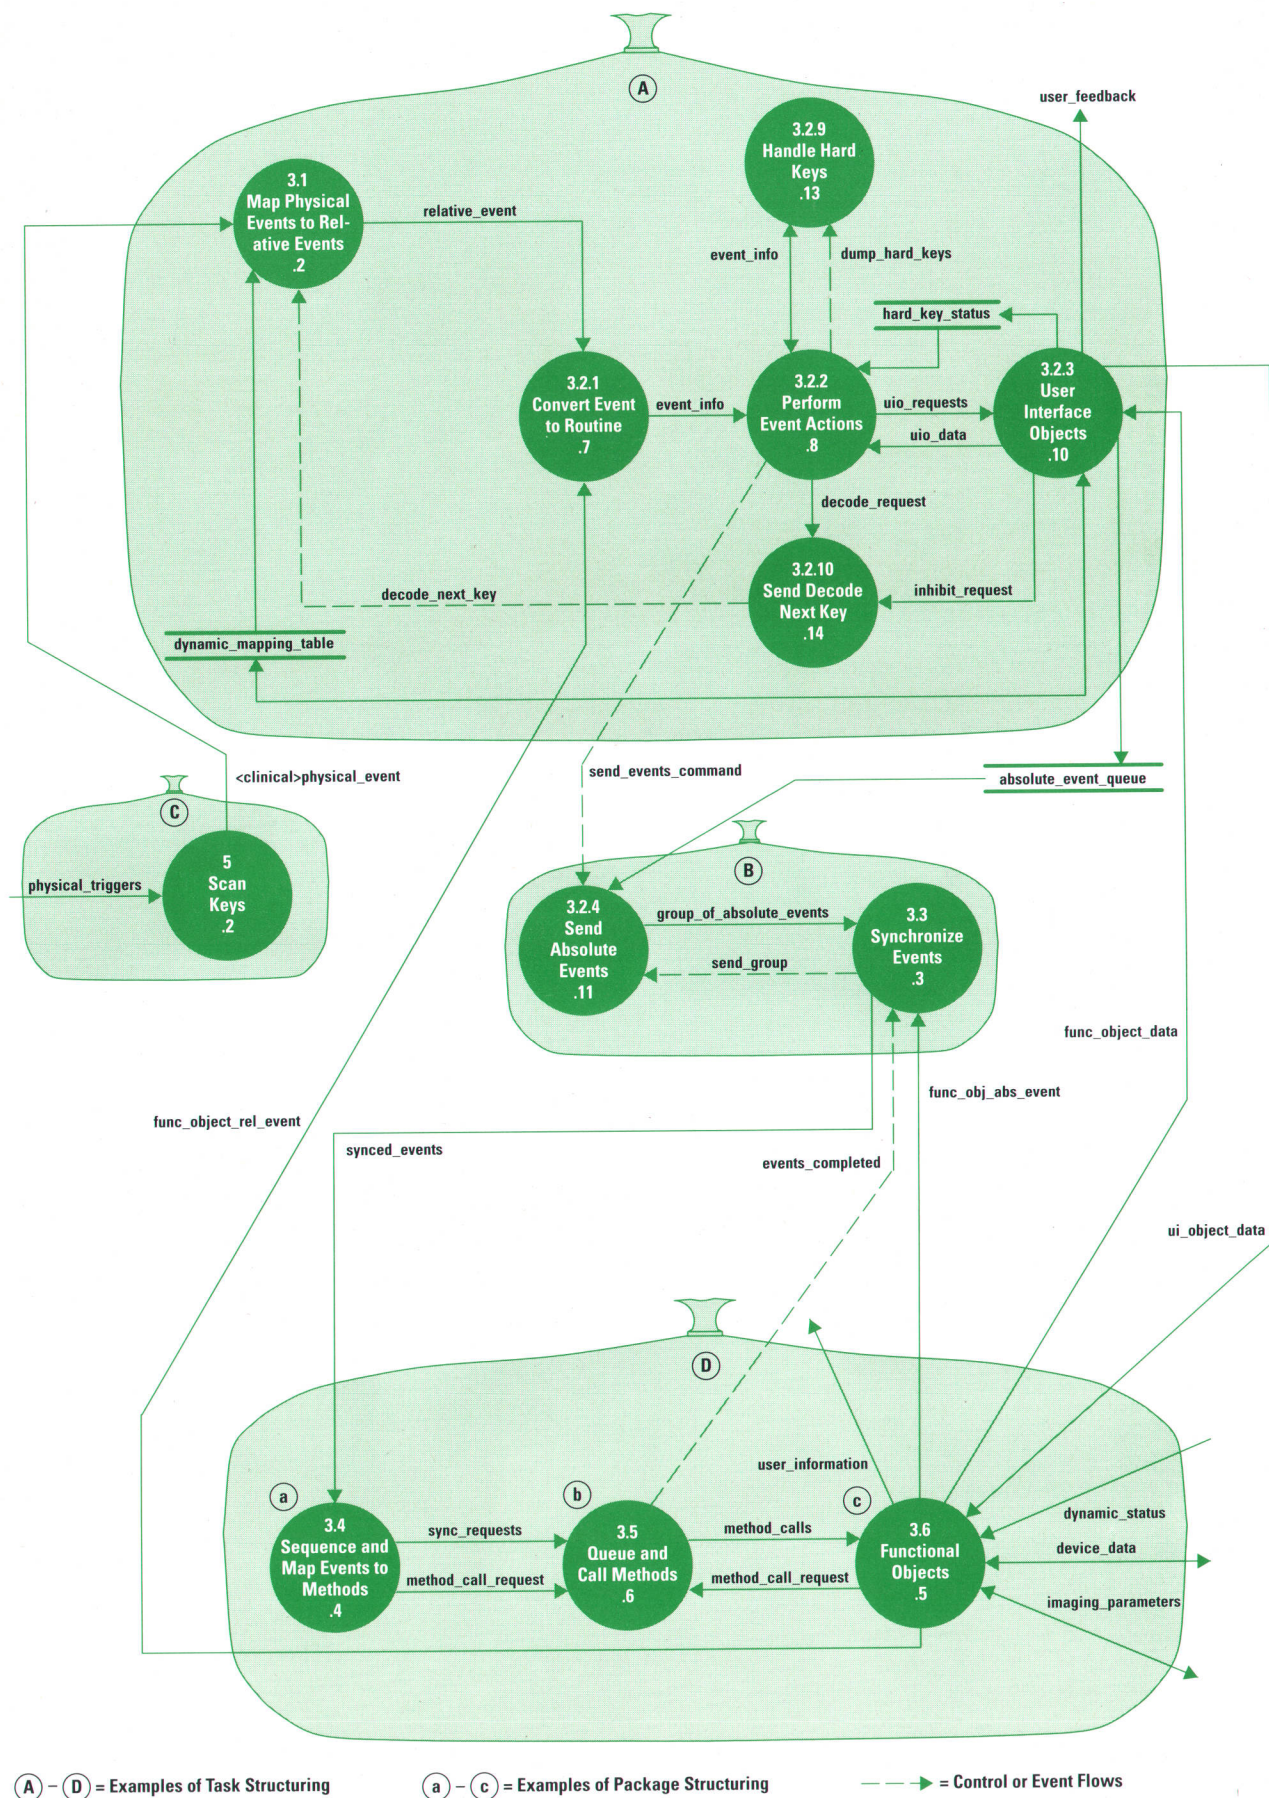 A
user_feedback
3.2.9
Handle Hard
Keys
.13
3.1
Map Physical
Events to Rel-
ative Events
.2
relative_event
event_info
dump_hard_keys
hard_key_status
3.2.1
Convert Event
to Routine
.7
event_info
3.2.2
Perform
Event Actions
.8
uio_requests
uio_data
3.2.3
User
Interface
Objects
.10
decode_request
decode_next_key
3.2.10
Send Decode
Next Key
.14
inhibit_request
dynamic_mapping_table
<clinical>physical_event
send_events_command
absolute_event_queue
C
physical_triggers
5
Scan
Keys
.2
B
3.2.4
Send
Absolute
Events
.11
group_of_absolute_events
send_group
3.3
Synchronize
Events
.3
func_object_data
func_obj_abs_event
func_object_rel_event
synced_events
events_completed
ui_object_data
D
user_information
a
b
c
3.4
Sequence and
Map Events to
Methods
.4
sync_requests
method_call_request
3.5
Queue and
Call Methods
.6
method_calls
method_call_request
3.6
Functional
Objects
.5
dynamic_status
device_data
imaging_parameters
A – D = Examples of Task Structuring
a – c = Examples of Package Structuring
= Control or Event Flows